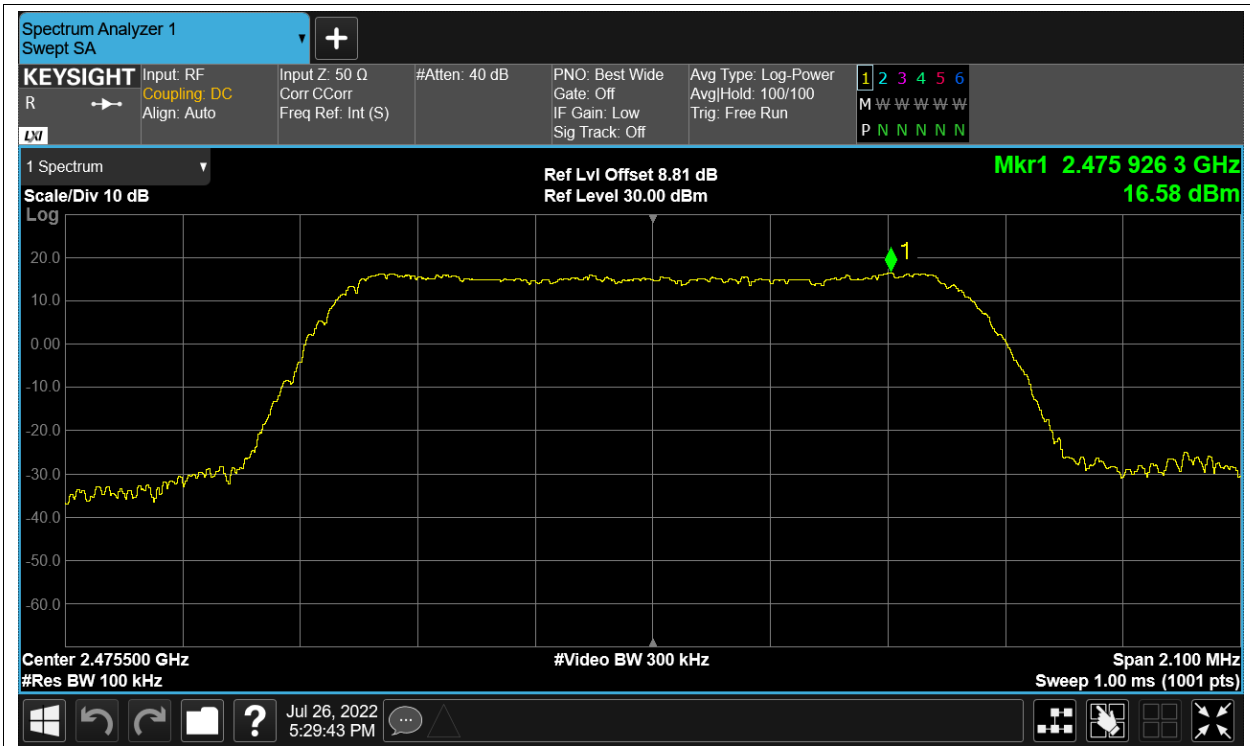 Spectrum Analyzer 1
Swept SA
KEYSIGHT
R
LXI
Input: RF
Coupling: DC
Align: Auto
Input Z: 50 Ω
Corr CCorr
Freq Ref: Int (S)
#Atten: 40 dB
PNO: Best Wide
Gate: Off
IF Gain: Low
Sig Track: Off
Avg Type: Log-Power
Avg|Hold: 100/100
Trig: Free Run
1 2 3 4 5 6
M W W W W W W
P N N N N N N
1 Spectrum
Scale/Div 10 dB
Log
Ref Lvl Offset 8.81 dB
Ref Level 30.00 dBm
Mkr1 2.475 926 3 GHz
16.58 dBm
1
20.0
10.0
0.00
-10.0
-20.0
-30.0
-40.0
-50.0
-60.0
Center 2.475500 GHz
#Res BW 100 kHz
#Video BW 300 kHz
Span 2.100 MHz
Sweep 1.00 ms (1001 pts)
?
Jul 26, 2022
5:29:43 PM